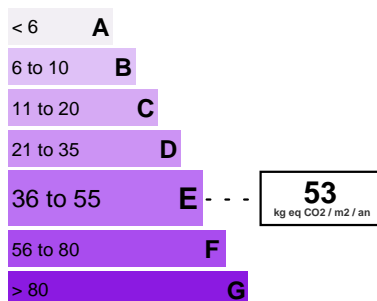 < 6 A
6 to 10 B
11 to 20 C
21 to 35 D
36 to 55 E - - - 53
kg eq CO2 / m2 / an
56 to 80 F
> 80 G